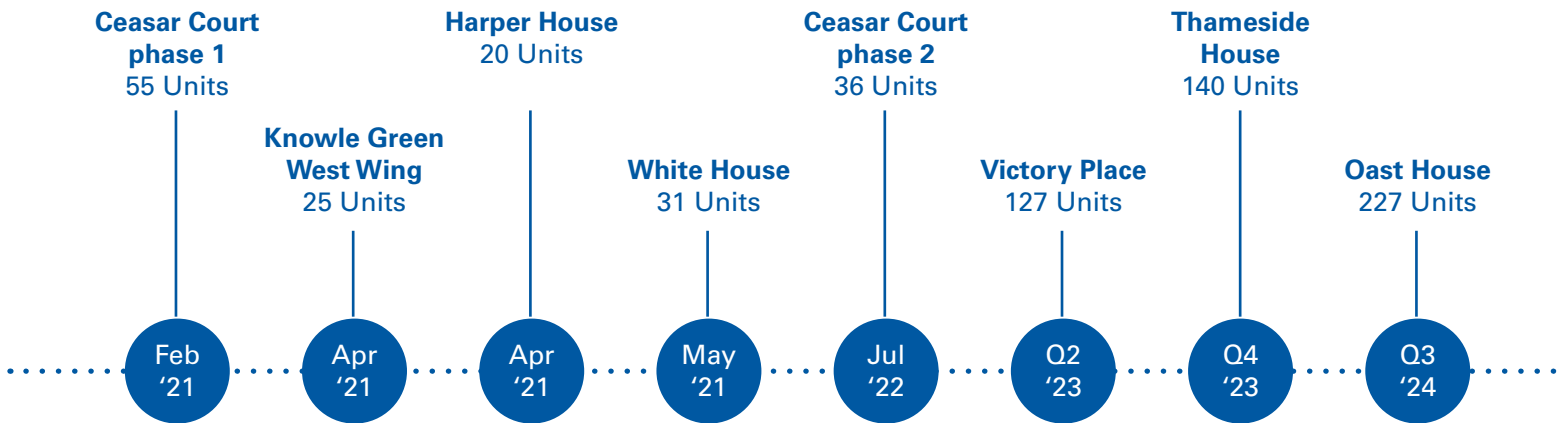 Ceasar Court
phase 1
55 Units
Knowle Green
West Wing
25 Units
Harper House
20 Units
White House
31 Units
Ceasar Court
phase 2
36 Units
Victory Place
127 Units
Thameside
House
140 Units
Oast House
227 Units
Feb
‘21
Apr
‘21
Apr
‘21
May
‘21
Jul
‘22
Q2
‘23
Q4
‘23
Q3
‘24